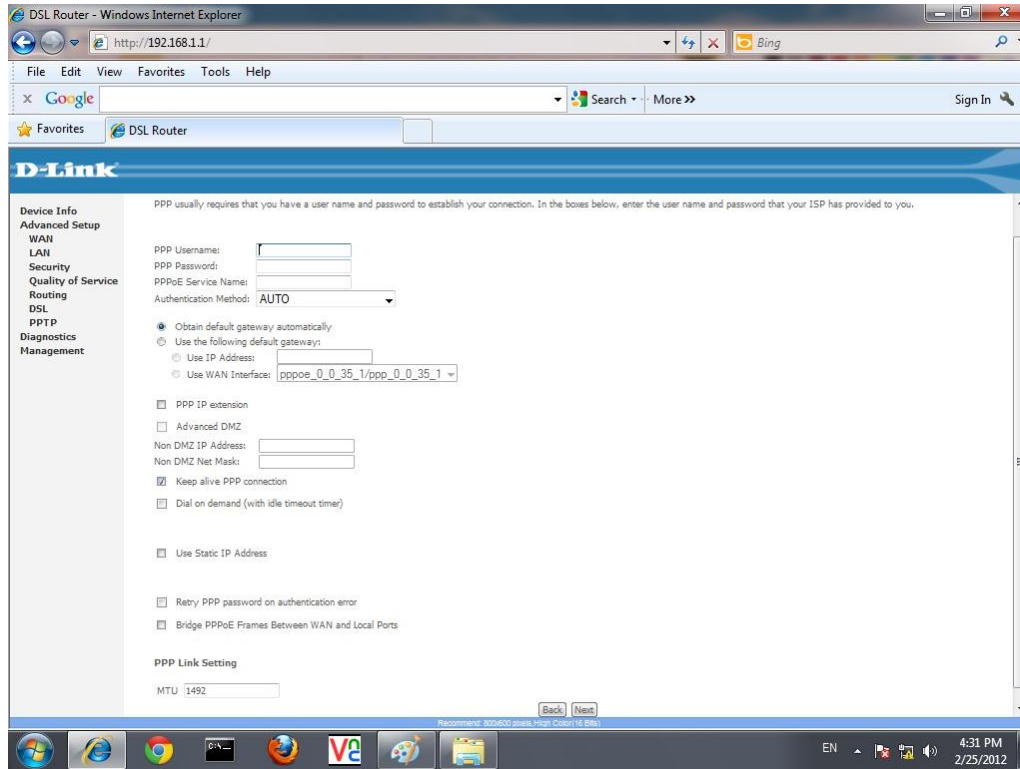 DSL Router - Windows Internet Explorer
http://192.168.1.1/
Bing
File Edit View Favorites Tools Help
x Google Search More >> Sign In
Favorites DSL Router
D-Link
Device Info
Advanced Setup
WAN
LAN
Security
Quality of Service
Routing
DSL
PPTP
Diagnostics
Management
PPP usually requires that you have a user name and password to establish your connection. In the boxes below, enter the user name and password that your ISP has provided to you.
PPP Username:
PPP Password:
PPPoE Service Name:
Authentication Method: AUTO
Obtain default gateway automatically
Use the following default gateway:
Use IP Address:
Use WAN Interface: pppoe_0_0_35_1/ppp_0_0_35_1
PPP IP extension
Advanced DMZ
Non DMZ IP Address:
Non DMZ Net Mask:
Keep alive PPP connection
Dial on demand (with idle timeout timer)
Use Static IP Address
Retry PPP password on authentication error
Bridge PPPoE Frames Between WAN and Local Ports
PPP Link Setting
MTU 1492
Back Next
Recommend: 800x600 pixels,High Color(16 Bits)
C:\_
EN 4:31 PM
2/25/2012